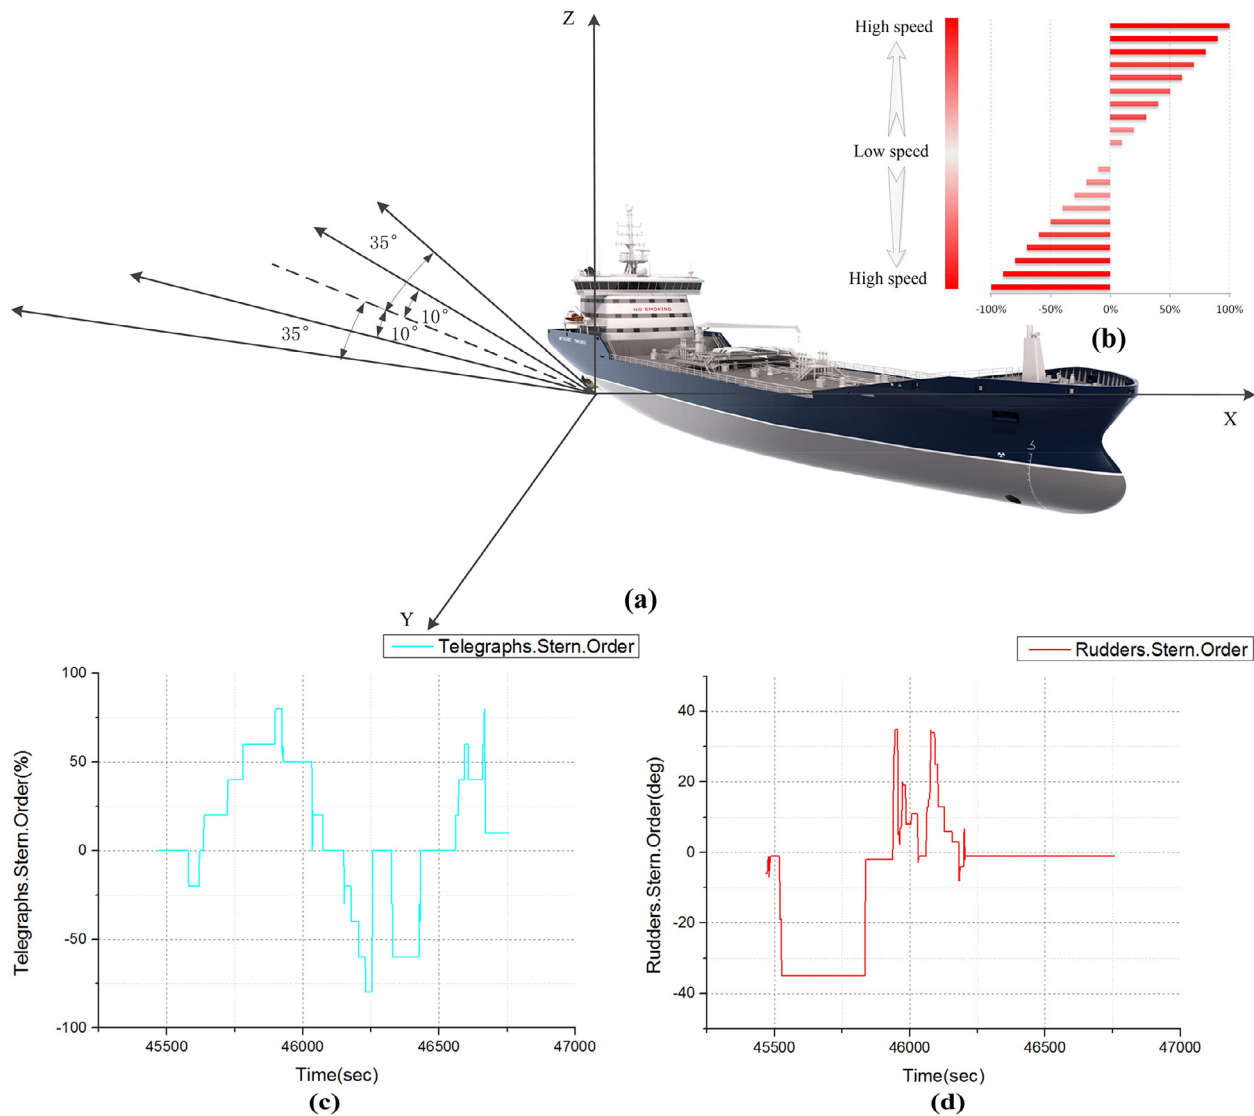 Z
High speed
Low speed
High speed
-100%
-50%
0%
50%
100%
(b)
35°
10°
35°
10°
NO SMOKING
X
Y
(a)
Telegraphs.Stern.Order
100
50
0
-50
-100
Telegraphs.Stern.Order(%)
45500
46000
46500
47000
Time(sec)
(c)
Rudders.Stern.Order
40
20
0
-20
-40
Rudders.Stern.Order(deg)
45500
46000
46500
47000
Time(sec)
(d)